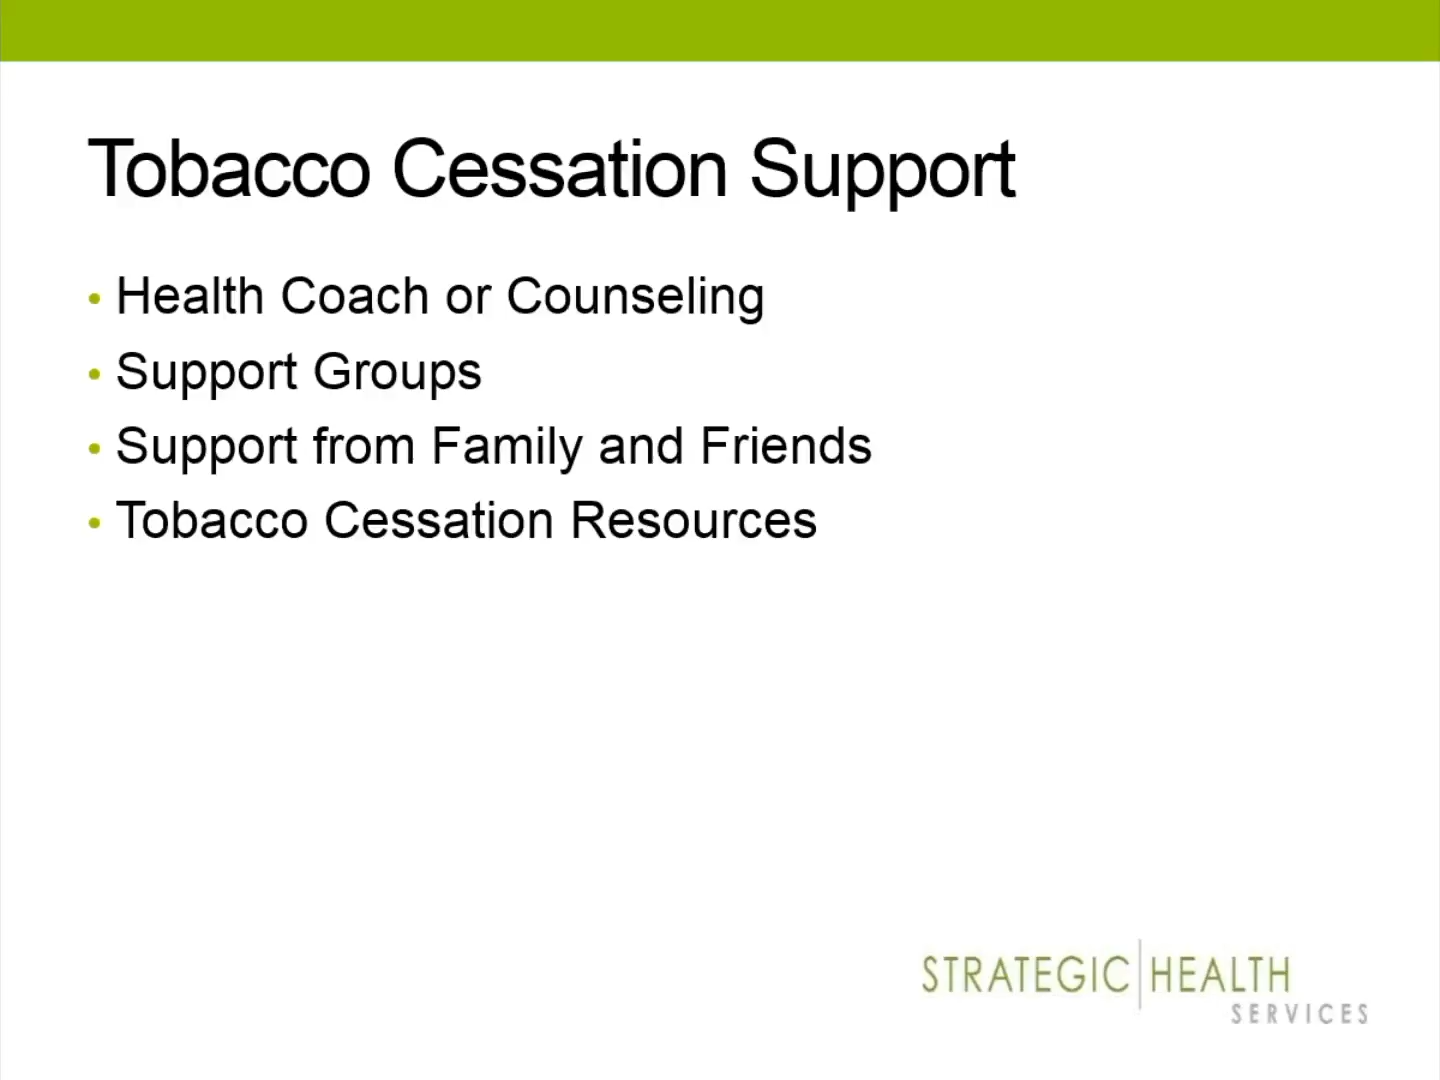 Tobacco Cessation Support
• Health Coach or Counseling
• Support Groups
• Support from Family and Friends
• Tobacco Cessation Resources
STRATEGIC HEALTH
SERVICES